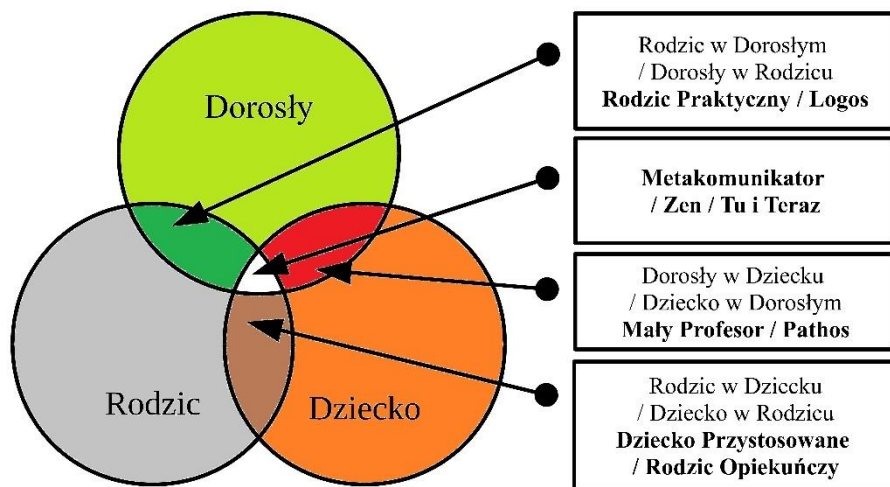 Dorosły
Rodzic
Dziecko
Rodzic w Dorosłym
/ Dorosły w Rodzicu
Rodzic Praktyczny / Logos
Metakomunikator
/ Zen / Tu i Teraz
Dorosły w Dziecku
/ Dziecko w Dorosłym
Mały Profesor / Pathos
Rodzic w Dziecku
/ Dziecko w Rodzicu
Dziecko Przystosowane
/ Rodzic Opiekuńczy